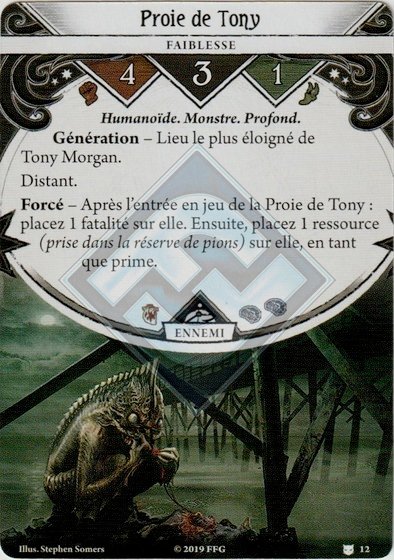 Proie de Tony
FAIBLESSE
4 3 1
Humanoïde. Monstre. Profond.
Génération – Lieu le plus éloigné de
Tony Morgan.
Distant.
Forcé – Après l'entrée en jeu de la Proie de Tony :
placez 1 fatalité sur elle. Ensuite, placez 1 ressource
(prise dans la réserve de pions) sur elle, en tant
que prime.
ENNEMI
Illus. Stephen Somers © 2019 FFG 12